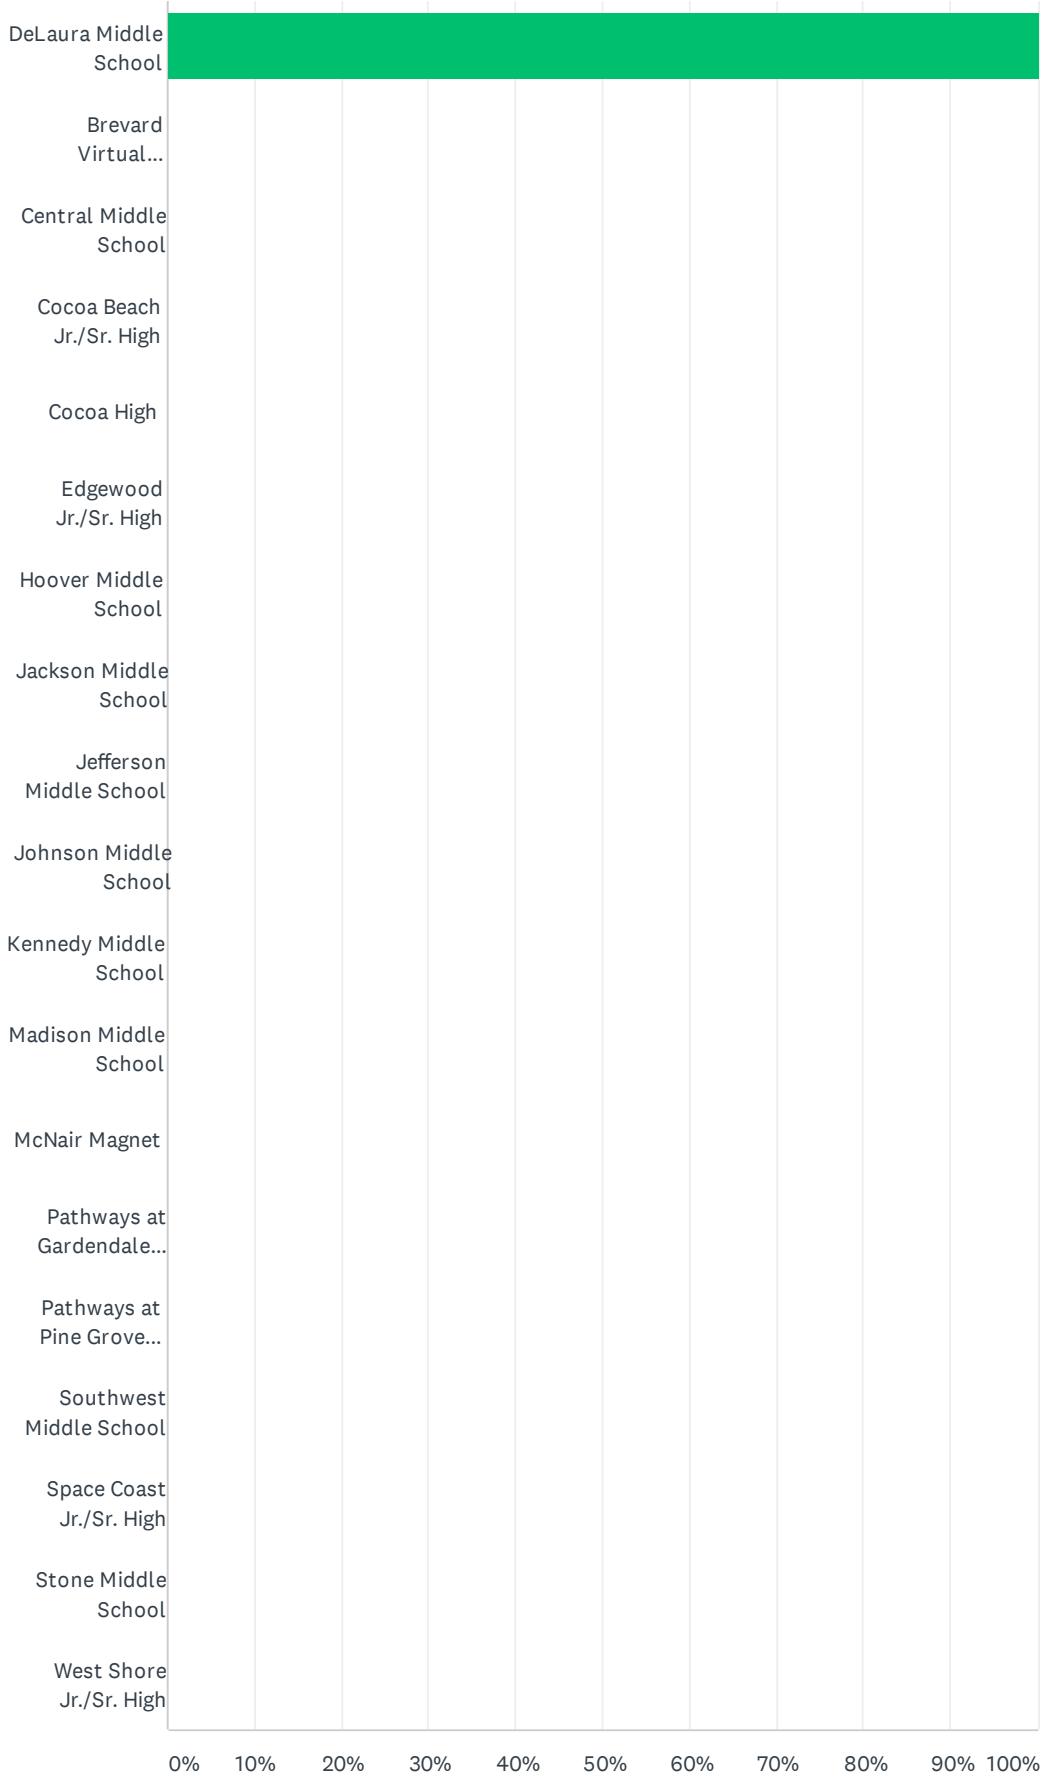 DeLaura Middle
School
Brevard
Virtual...
Central Middle
School
Cocoa Beach
Jr./Sr. High
Cocoa High
Edgewood
Jr./Sr. High
Hoover Middle
School
Jackson Middle
School
Jefferson
Middle School
Johnson Middle
School
Kennedy Middle
School
Madison Middle
School
McNair Magnet
Pathways at
Gardendale...
Pathways at
Pine Grove...
Southwest
Middle School
Space Coast
Jr./Sr. High
Stone Middle
School
West Shore
Jr./Sr. High
0% 10% 20% 30% 40% 50% 60% 70% 80% 90% 100%